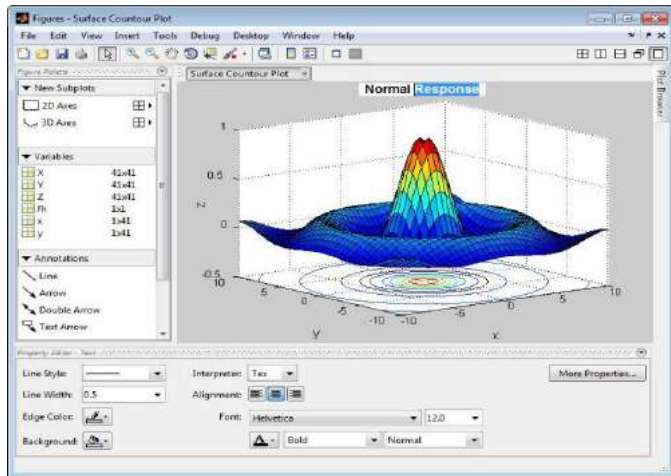 Figures - Surface Countour Plot
File Edit View Insert Tools Debug Desktop Window Help
Figure Palette
Surface Countour Plot
New Subplots
2D Axes
3D Axes
Variables
X 41x41
Y 41x41
Z 41x41
fh 1x1
x 1x41
y 1x41
Annotations
Line
Arrow
Double Arrow
Text Arrow
Normal Response
1
0.5
0
-0.5
Z
10
5
0
-5
-10
Y
-10
-5
0
5
10
x
Plot Browser
Property Editor - Text
Line Style:
Interpreter: Tex
More Properties...
Line Width: 0.5
Alignment:
Edge Color:
Font: Helvetica 12.0
Background:
A Bold Normal